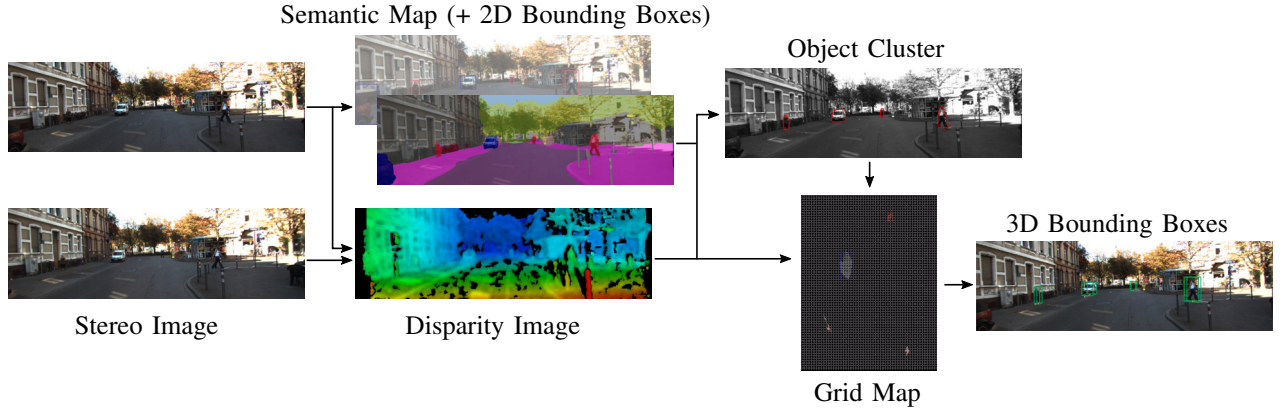 Semantic Map (+ 2D Bounding Boxes)
Object Cluster
3D Bounding Boxes
Stereo Image
Disparity Image
Grid Map